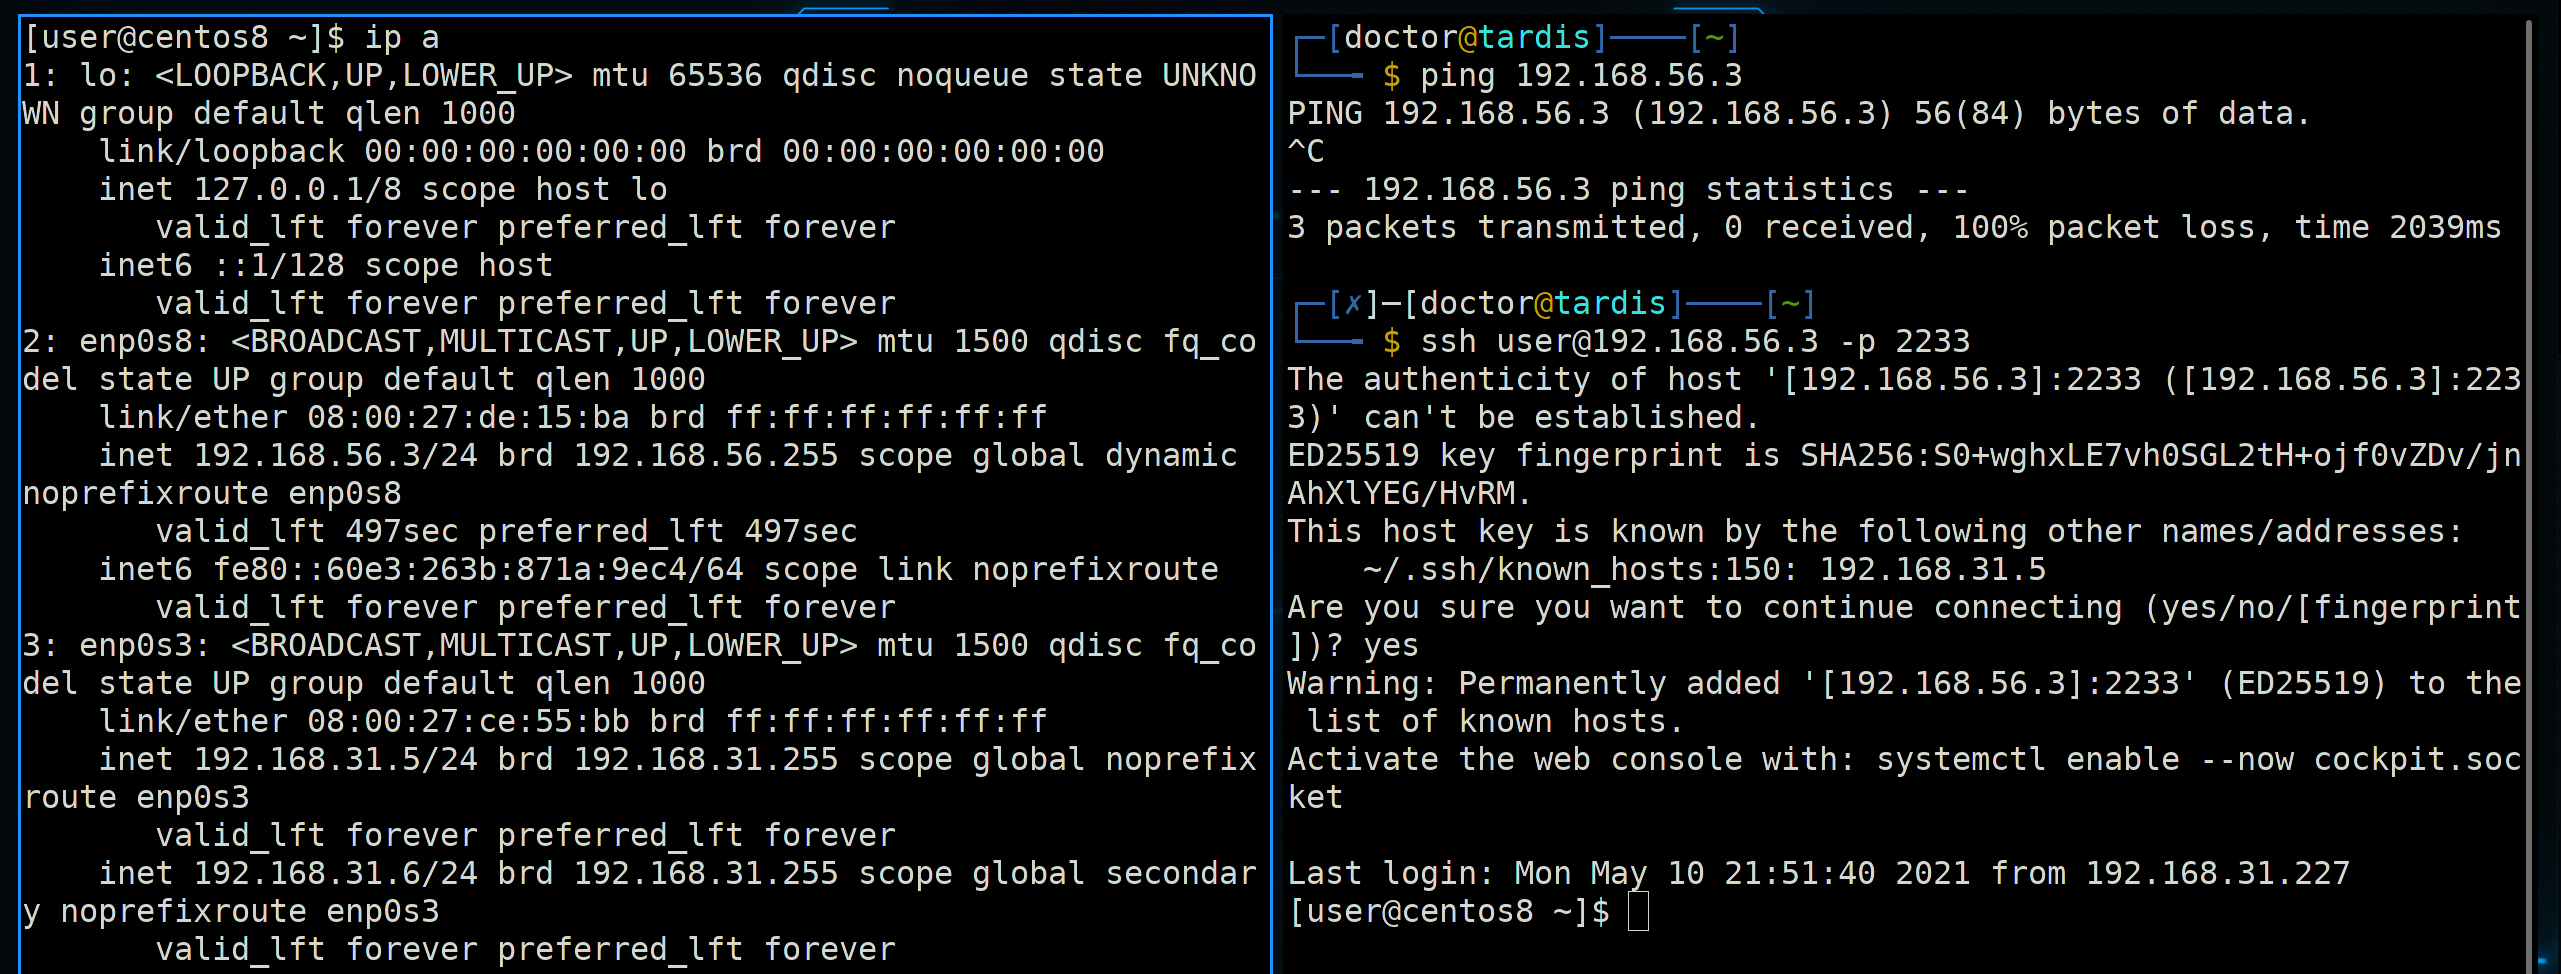 [user@centos8 ~]$ ip a
1: lo: <LOOPBACK,UP,LOWER_UP> mtu 65536 qdisc noqueue state UNKNO
WN group default qlen 1000
    link/loopback 00:00:00:00:00:00 brd 00:00:00:00:00:00
    inet 127.0.0.1/8 scope host lo
       valid_lft forever preferred_lft forever
    inet6 ::1/128 scope host
       valid_lft forever preferred_lft forever
2: enp0s8: <BROADCAST,MULTICAST,UP,LOWER_UP> mtu 1500 qdisc fq_co
del state UP group default qlen 1000
    link/ether 08:00:27:de:15:ba brd ff:ff:ff:ff:ff:ff
    inet 192.168.56.3/24 brd 192.168.56.255 scope global dynamic
noprefixroute enp0s8
       valid_lft 497sec preferred_lft 497sec
    inet6 fe80::60e3:263b:871a:9ec4/64 scope link noprefixroute
       valid_lft forever preferred_lft forever
3: enp0s3: <BROADCAST,MULTICAST,UP,LOWER_UP> mtu 1500 qdisc fq_co
del state UP group default qlen 1000
    link/ether 08:00:27:ce:55:bb brd ff:ff:ff:ff:ff:ff
    inet 192.168.31.5/24 brd 192.168.31.255 scope global noprefix
route enp0s3
       valid_lft forever preferred_lft forever
    inet 192.168.31.6/24 brd 192.168.31.255 scope global secondar
y noprefixroute enp0s3
       valid_lft forever preferred_lft forever
┌─[doctor@tardis]────[~]
└───╼ $ ping 192.168.56.3
PING 192.168.56.3 (192.168.56.3) 56(84) bytes of data.
^C
--- 192.168.56.3 ping statistics ---
3 packets transmitted, 0 received, 100% packet loss, time 2039ms
┌─[✗]─[doctor@tardis]────[~]
└───╼ $ ssh user@192.168.56.3 -p 2233
The authenticity of host '[192.168.56.3]:2233 ([192.168.56.3]:223
3)' can't be established.
ED25519 key fingerprint is SHA256:S0+wghxLE7vh0SGL2tH+ojf0vZDv/jn
AhXlYEG/HvRM.
This host key is known by the following other names/addresses:
    ~/.ssh/known_hosts:150: 192.168.31.5
Are you sure you want to continue connecting (yes/no/[fingerprint
])? yes
Warning: Permanently added '[192.168.56.3]:2233' (ED25519) to the
 list of known hosts.
Activate the web console with: systemctl enable --now cockpit.soc
ket
Last login: Mon May 10 21:51:40 2021 from 192.168.31.227
[user@centos8 ~]$